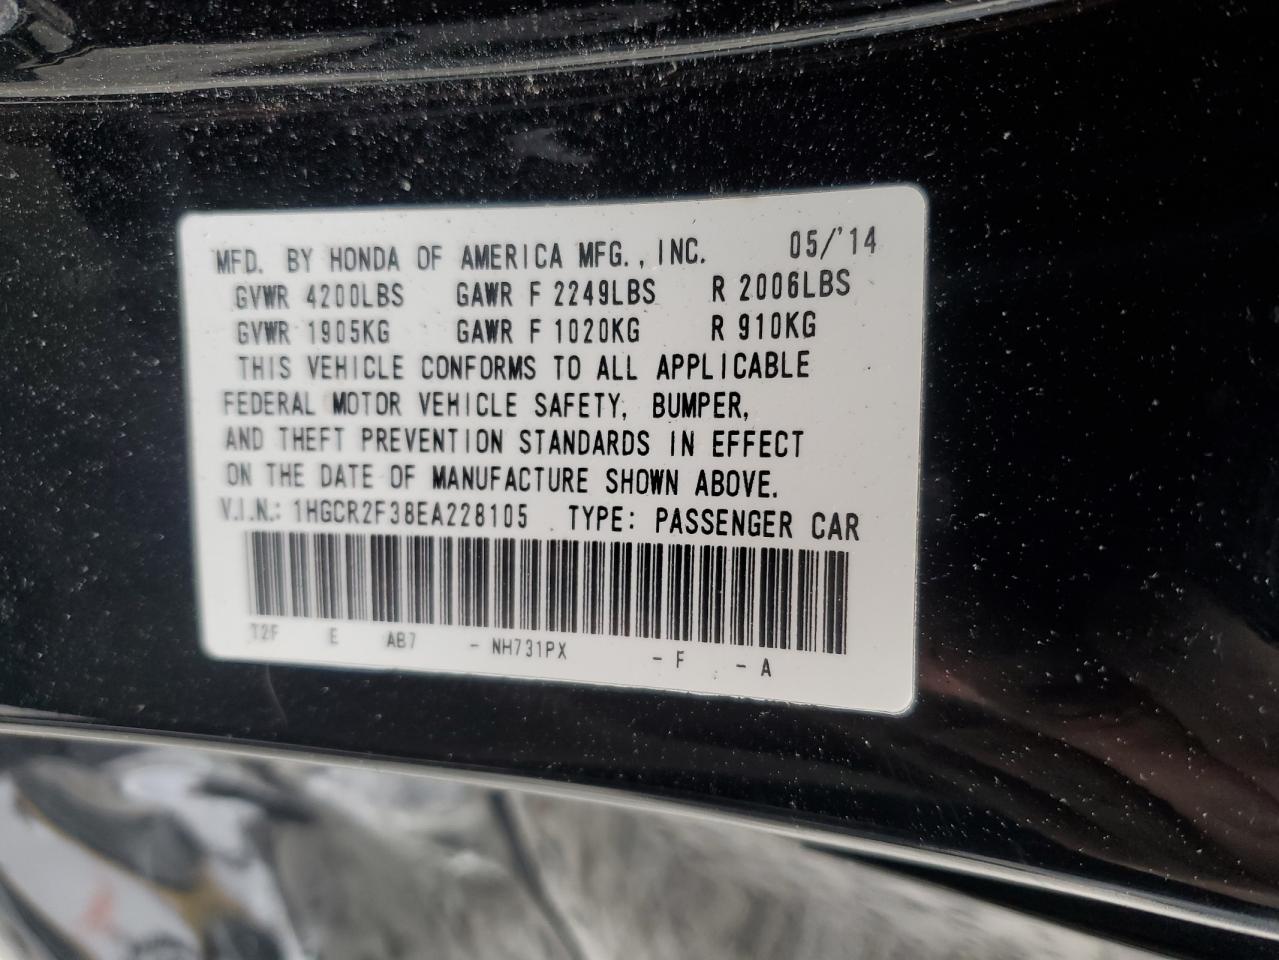 MFD. BY HONDA OF AMERICA MFG., INC. 05/'14
GVWR 4200LBS GAWR F 2249LBS R 2006LBS
GVWR 1905KG GAWR F 1020KG R 910KG
THIS VEHICLE CONFORMS TO ALL APPLICABLE
FEDERAL MOTOR VEHICLE SAFETY, BUMPER,
AND THEFT PREVENTION STANDARDS IN EFFECT
ON THE DATE OF MANUFACTURE SHOWN ABOVE.
V.I.N.: 1HGCR2F38EA228105 TYPE: PASSENGER CAR
T2F E AB7 - NH731PX - F - A